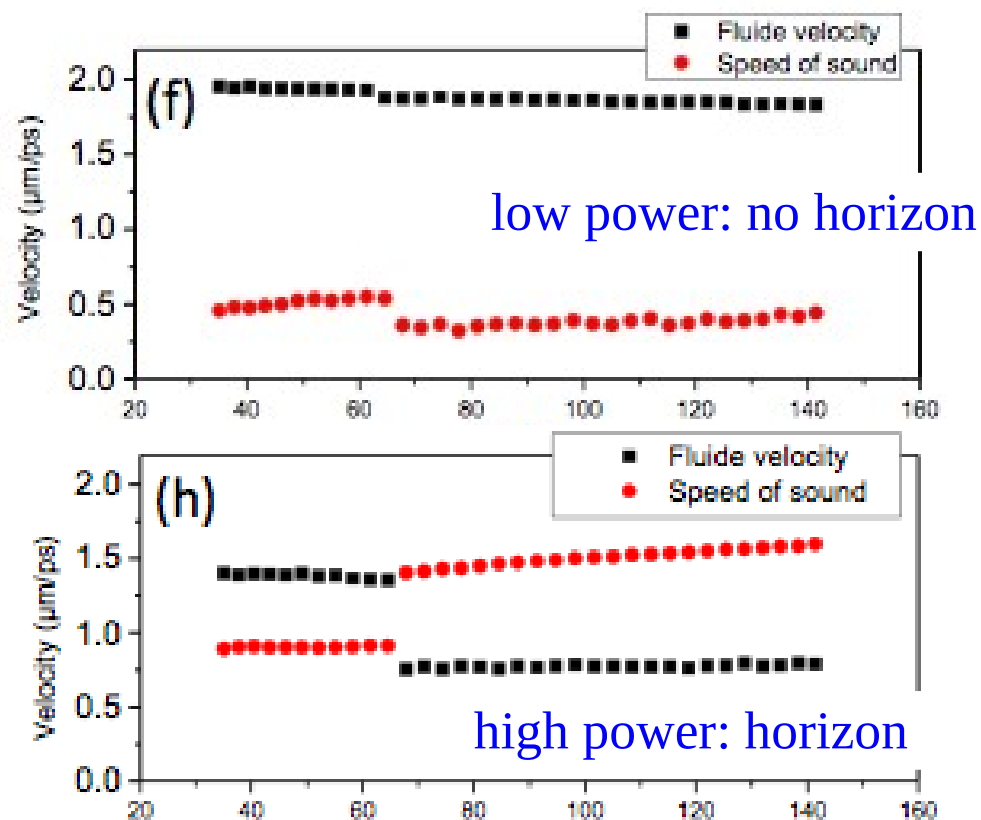 Fluide velocity
Speed of sound
(f)
2.0
1.5
1.0
0.5
0.0
Velocity (µm/ps)
low power: no horizon
20 40 60 80 100 120 140 160
Fluide velocity
Speed of sound
(h)
2.0
1.5
1.0
0.5
0.0
Velocity (µm/ps)
high power: horizon
20 40 60 80 100 120 140 160